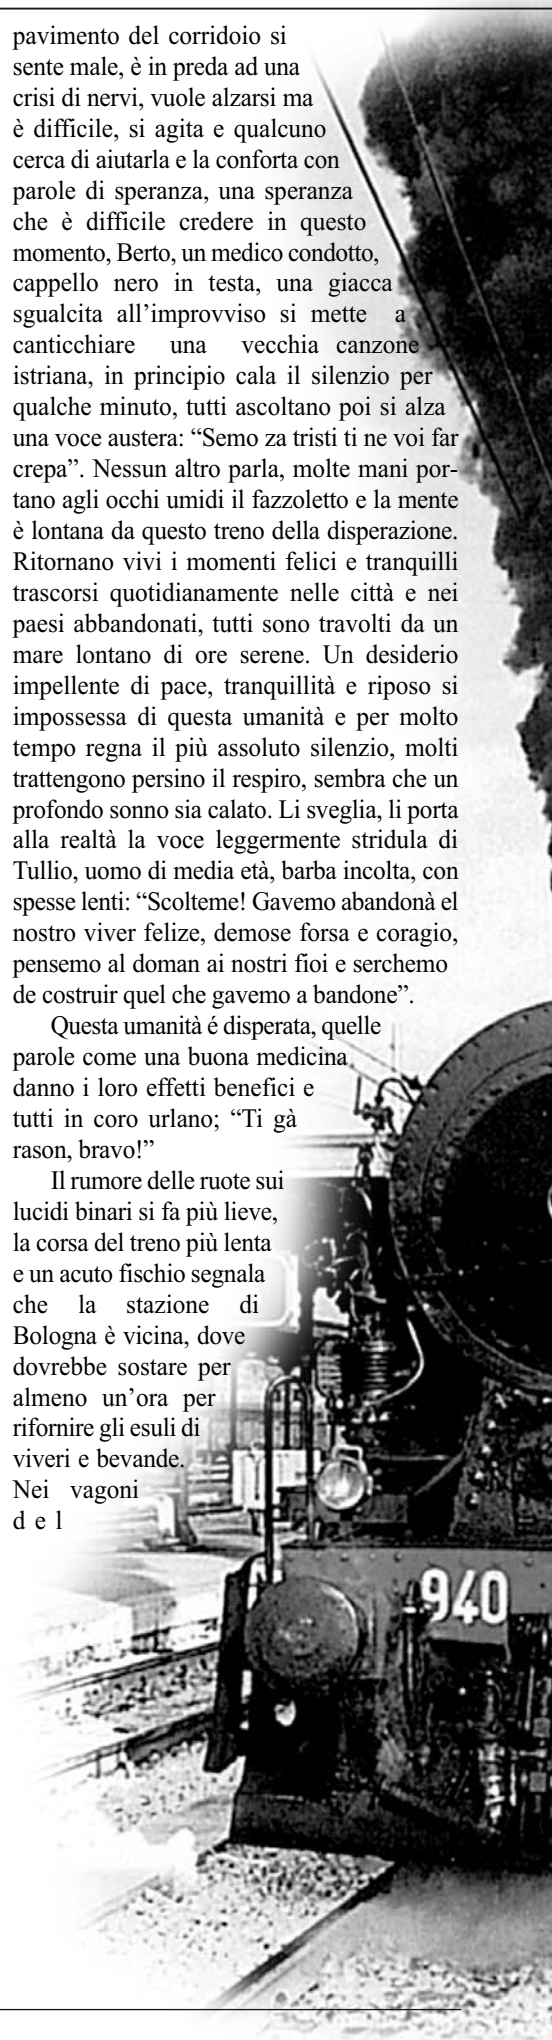 pavimento del corridoio si
sente male, è in preda ad una
crisi di nervi, vuole alzarsi ma
è difficile, si agita e qualcuno
cerca di aiutarla e la conforta con
parole di speranza, una speranza
che è difficile credere in questo
momento, Berto, un medico condotto,
cappello nero in testa, una giacca
sgualcita all’improvviso si mette a
canticchiare una vecchia canzone
istriana, in principio cala il silenzio per
qualche minuto, tutti ascoltano poi si alza
una voce austera: “Semo za tristi ti ne voi far
crepa”. Nessun altro parla, molte mani por-
tano agli occhi umidi il fazzoletto e la mente
è lontana da questo treno della disperazione.
Ritornano vivi i momenti felici e tranquilli
trascorsi quotidianamente nelle città e nei
paesi abbandonati, tutti sono travolti da un
mare lontano di ore serene. Un desiderio
impellente di pace, tranquillità e riposo si
impossessa di questa umanità e per molto
tempo regna il più assoluto silenzio, molti
trattengono persino il respiro, sembra che un
profondo sonno sia calato. Li sveglia, li porta
alla realtà la voce leggermente stridula di
Tullio, uomo di media età, barba incolta, con
spesse lenti: “Scolteme! Gavemo abandonà el
nostro viver felize, demose forsa e coragio,
pensemo al doman ai nostri fioi e serchemo
de costruir quel che gavemo a bandone”.
Questa umanità é disperata, quelle
parole come una buona medicina
danno i loro effetti benefici e
tutti in coro urlano; “Ti gà
rason, bravo!”
Il rumore delle ruote sui
lucidi binari si fa più lieve,
la corsa del treno più lenta
e un acuto fischio segnala
che la stazione di
Bologna è vicina, dove
dovrebbe sostare per
almeno un’ora per
rifornire gli esuli di
viveri e bevande.
Nei vagoni
d e l
940